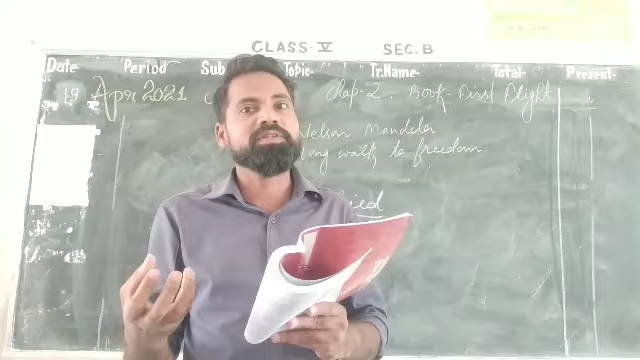 CLASS-V SEC. B
Date Period Sub Topic- Tr.Name- Total- Present-
19 Apr 2021 Chap-2. Book- First Flight
Nelson Mandela
Long walk to freedom.